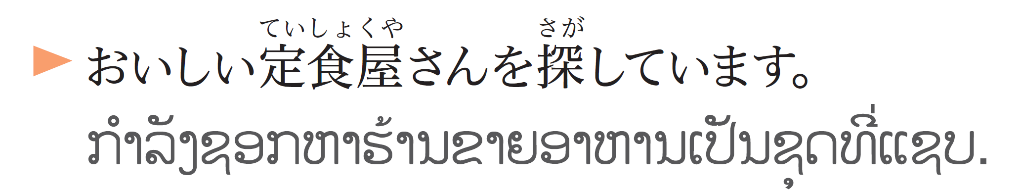 ていしょくや さが
▶おいしい定食屋さんを探しています。
ກຳລັງຊອກຫາຮ້ານຂາຍອາຫານເປັນຊຸດທີ່ແຊບ.